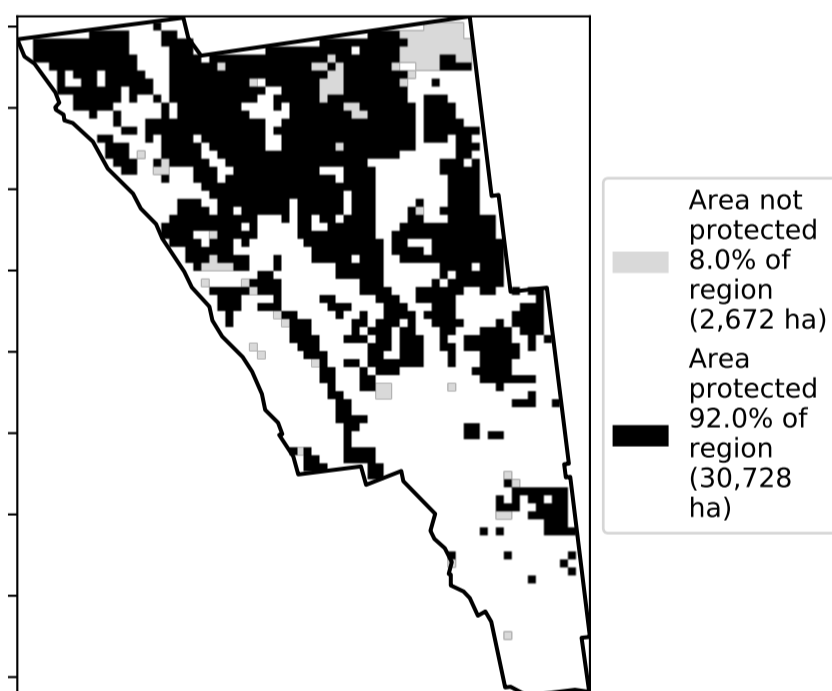 Area not
protected
8.0% of
region
(2,672 ha)
Area
protected
92.0% of
region
(30,728
ha)